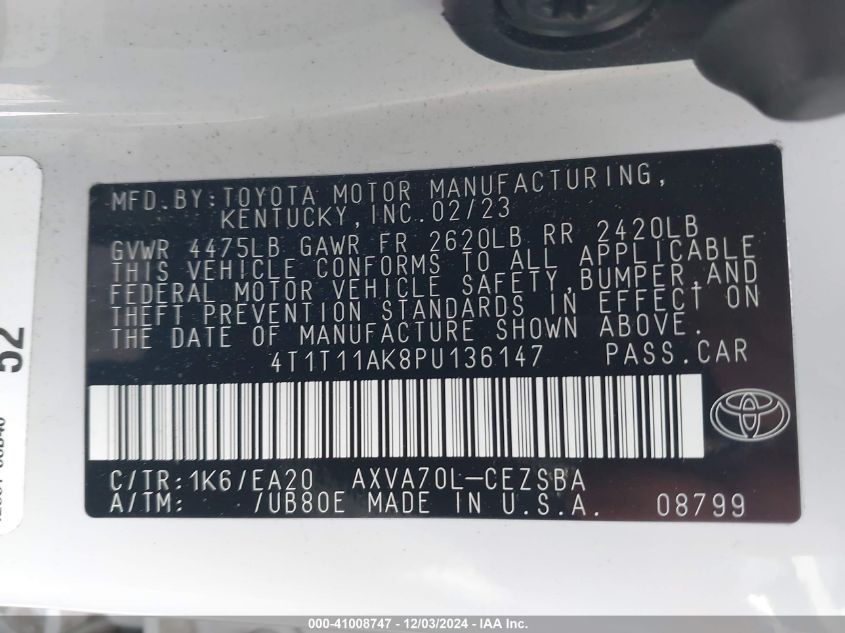 MFD.BY:TOYOTA MOTOR MANUFACTURING,
KENTUCKY,INC.02/23
GVWR 4475LB GAWR FR 2620LB RR 2420LB
THIS VEHICLE CONFORMS TO ALL APPLICABLE
FEDERAL MOTOR VEHICLE SAFETY,BUMPER,AND
THEFT PREVENTION STANDARDS IN EFFECT ON
THE DATE OF MANUFACTURE SHOWN ABOVE.
4T1T11AK8PU136147 PASS.CAR
C/TR:1K6/EA20 AXVA70L-CEZSBA
A/TM: /UB80E MADE IN U.S.A. 08799
52
000-41008747 - 12/03/2024 - IAA Inc.